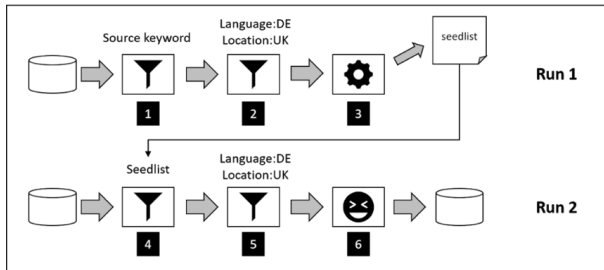 Source keyword
Language:DE
Location:UK
seedlist
Run 1
1
2
3
Seedlist
Language:DE
Location:UK
Run 2
4
5
6